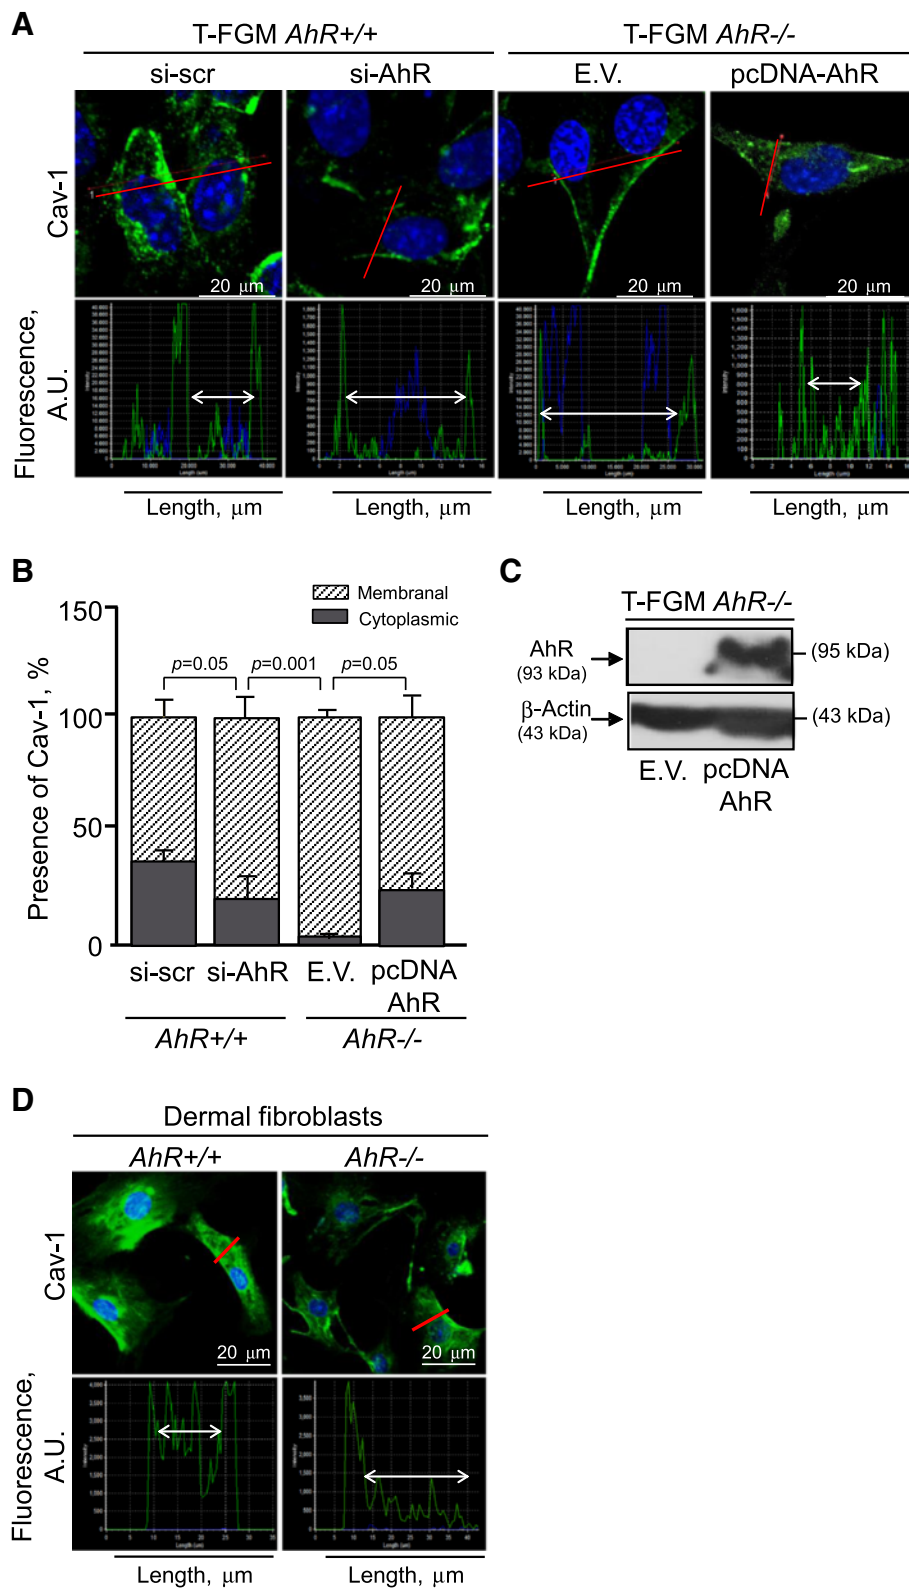 A
T-FGM AhR+/+
T-FGM AhR-/-
si-scr
si-AhR
E.V.
pcDNA-AhR
Cav-1
20 μm
20 μm
20 μm
20 μm
Fluorescence,
A.U.
Length, μm
Length, μm
Length, μm
Length, μm
B
Membranal
Cytoplasmic
Presence of Cav-1, %
150
100
50
0
p=0.05
p=0.001
p=0.05
si-scr
si-AhR
E.V.
pcDNA
AhR
AhR+/+
AhR-/-
C
T-FGM AhR-/-
AhR
(93 kDa)
(95 kDa)
β-Actin
(43 kDa)
(43 kDa)
E.V.
pcDNA
AhR
D
Dermal fibroblasts
AhR+/+
AhR-/-
Cav-1
20 μm
20 μm
Fluorescence,
A.U.
Length, μm
Length, μm